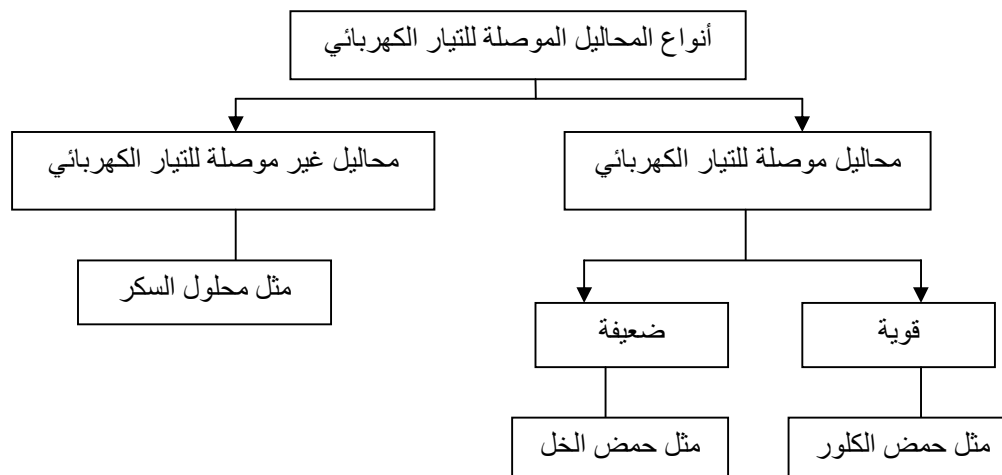 أنواع المحاليل الموصلة للتيار الكهربائي
محاليل موصلة للتيار الكهربائي
محاليل غير موصلة للتيار الكهربائي
مثل محلول السكر
قوية
ضعيفة
مثل حمض الكلور
مثل حمض الخل